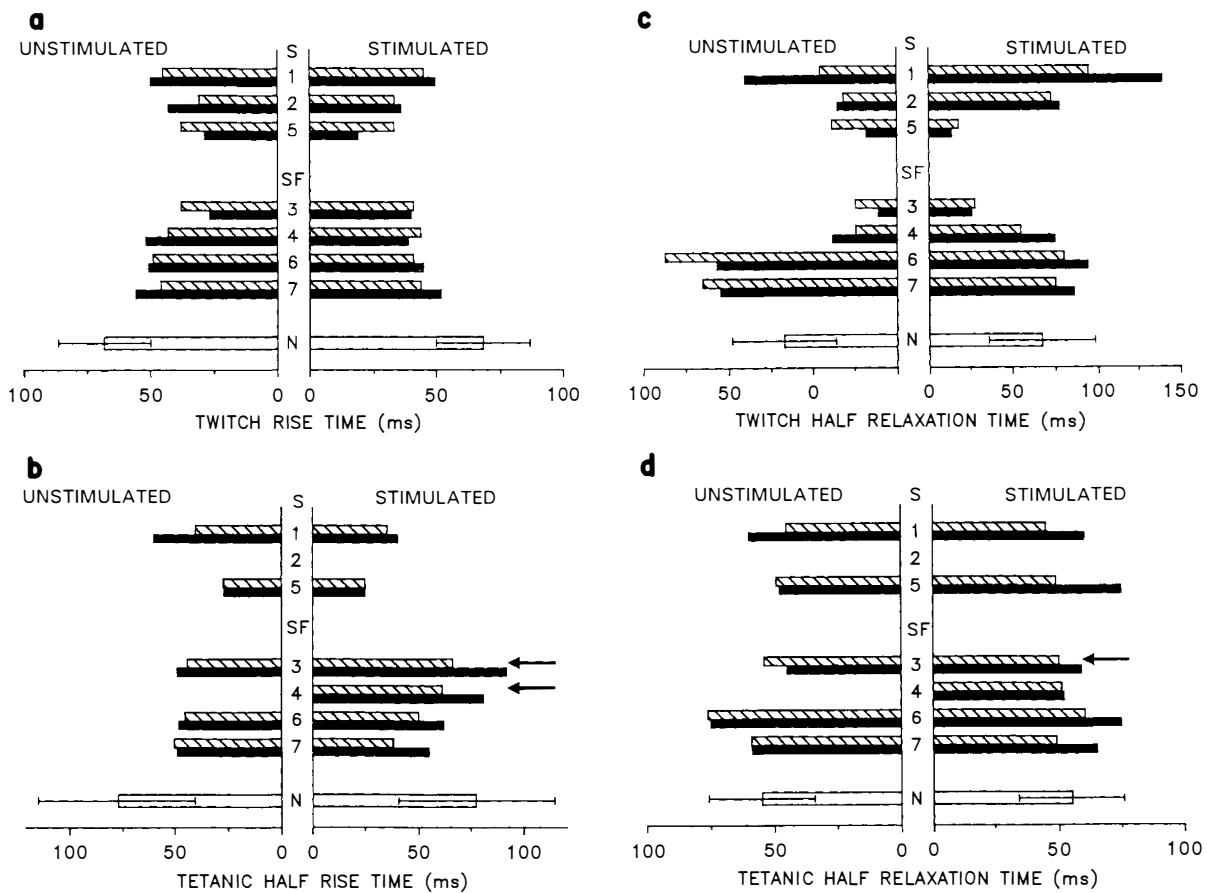 a
UNSTIMULATED S STIMULATED
1
2
5
SF
3
4
6
7
N
100 50 0 0 50 100
TWITCH RISE TIME (ms)
b
UNSTIMULATED S STIMULATED
1
2
5
SF
3
4
6
7
N
100 50 0 0 50 100
TETANIC HALF RISE TIME (ms)
c
UNSTIMULATED S STIMULATED
1
2
5
SF
3
4
6
7
N
100 50 0 50 100 150
TWITCH HALF RELAXATION TIME (ms)
d
UNSTIMULATED S STIMULATED
1
2
5
SF
3
4
6
7
N
100 50 0 0 50 100
TETANIC HALF RELAXATION TIME (ms)